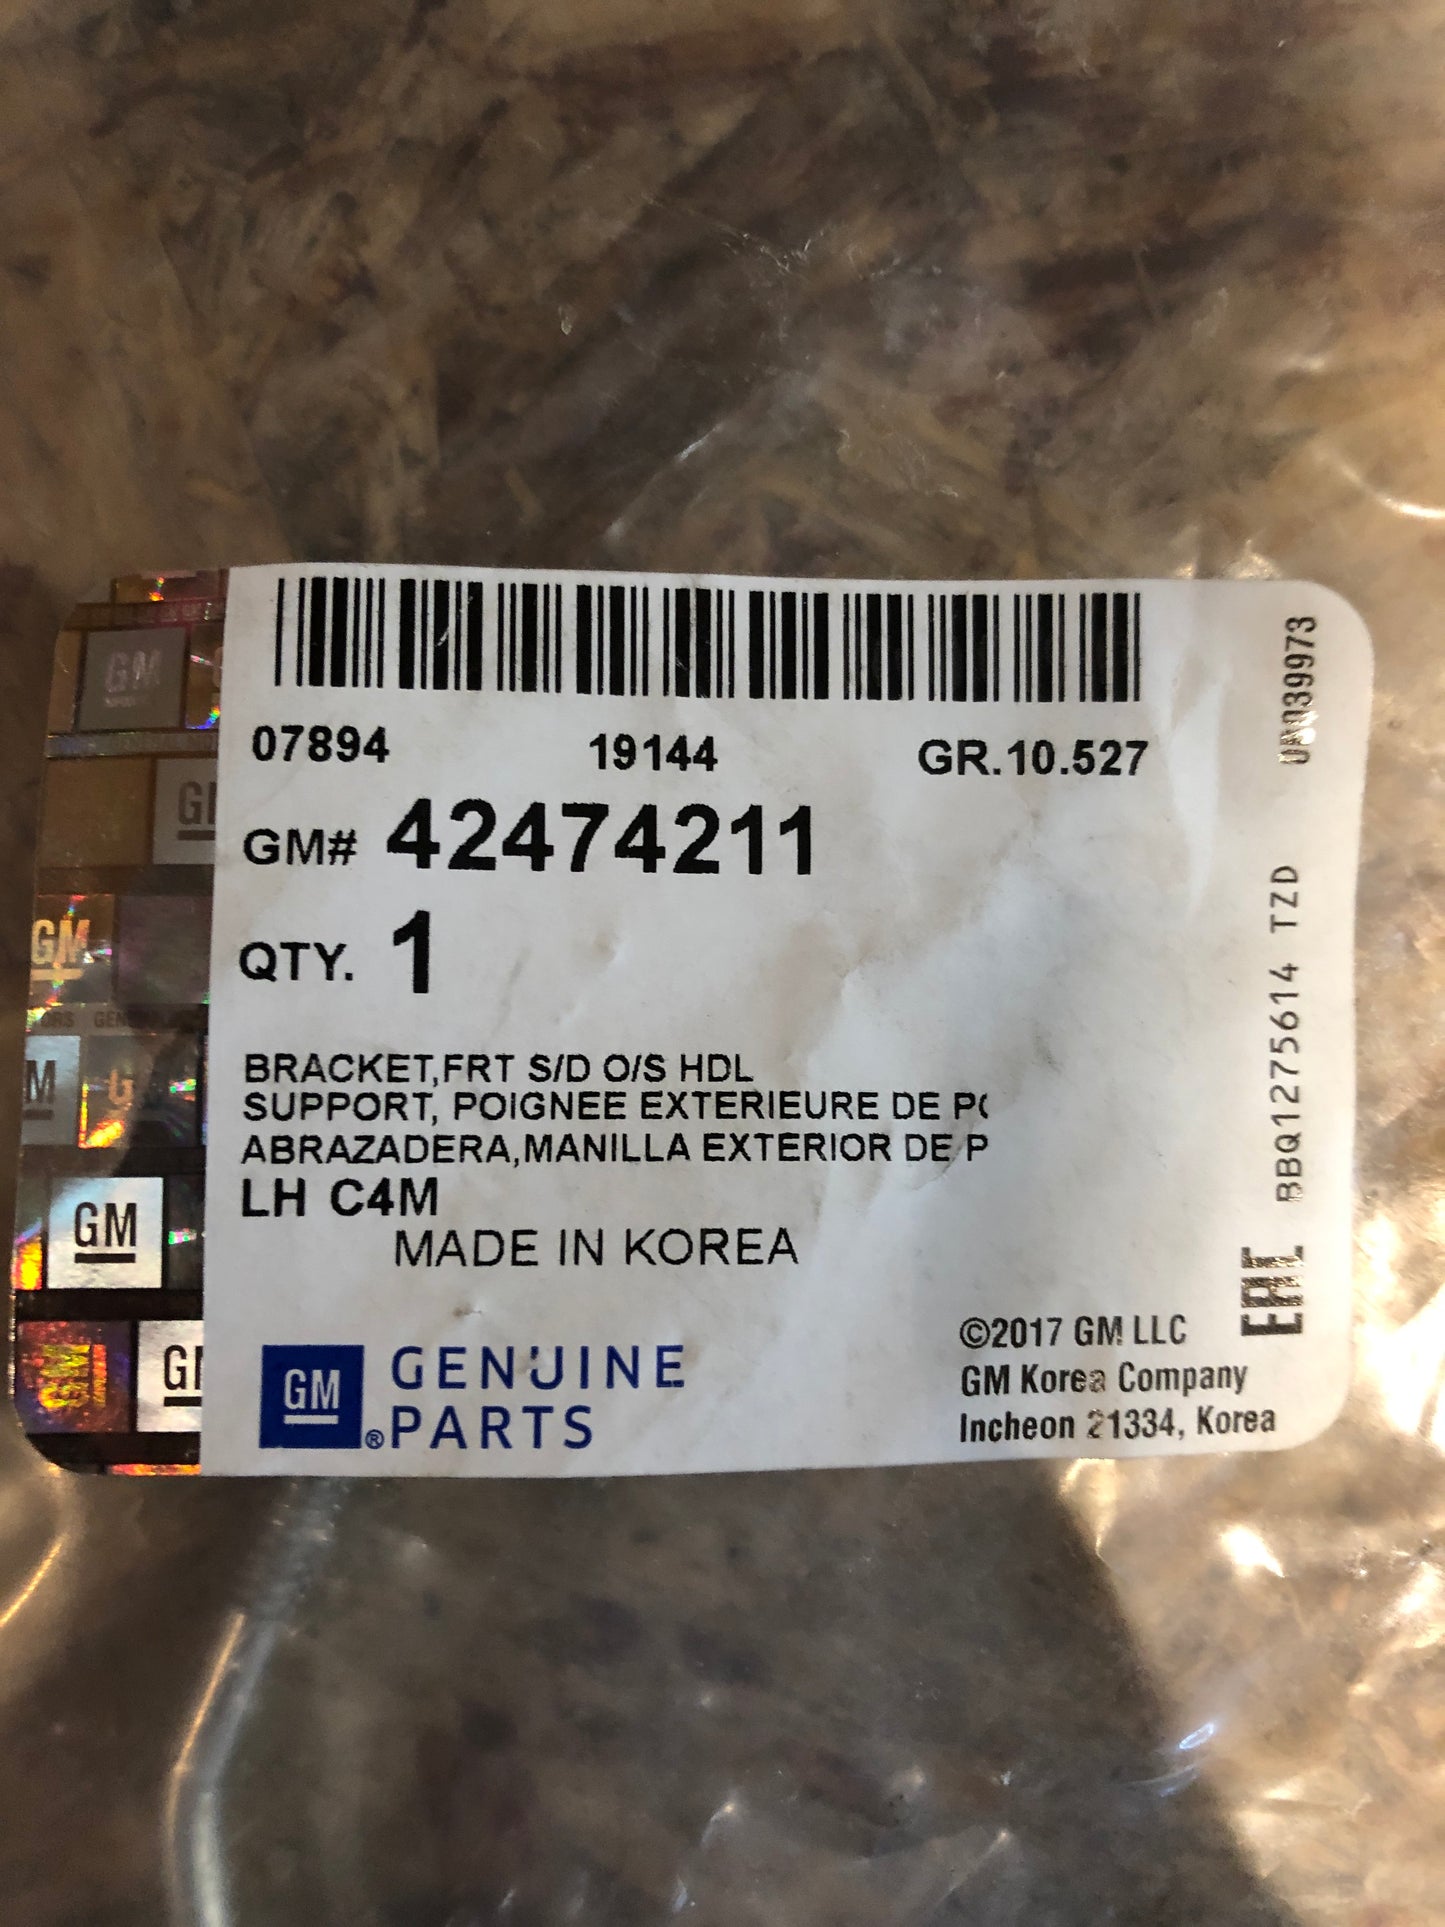 07894 19144 GR.10.527
GM# 42474211
QTY. 1
BRACKET,FRT S/D O/S HDL
SUPPORT, POIGNEE EXTERIEURE DE
ABRAZADERA,MANILLA EXTERIOR DE P
LH C4M
MADE IN KOREA
GM
GENUINE
® PARTS
©2017 GM LLC
GM Korea Company
Incheon 21334, Korea
EAC BBQ1275614 TZD
GM
GM
GM